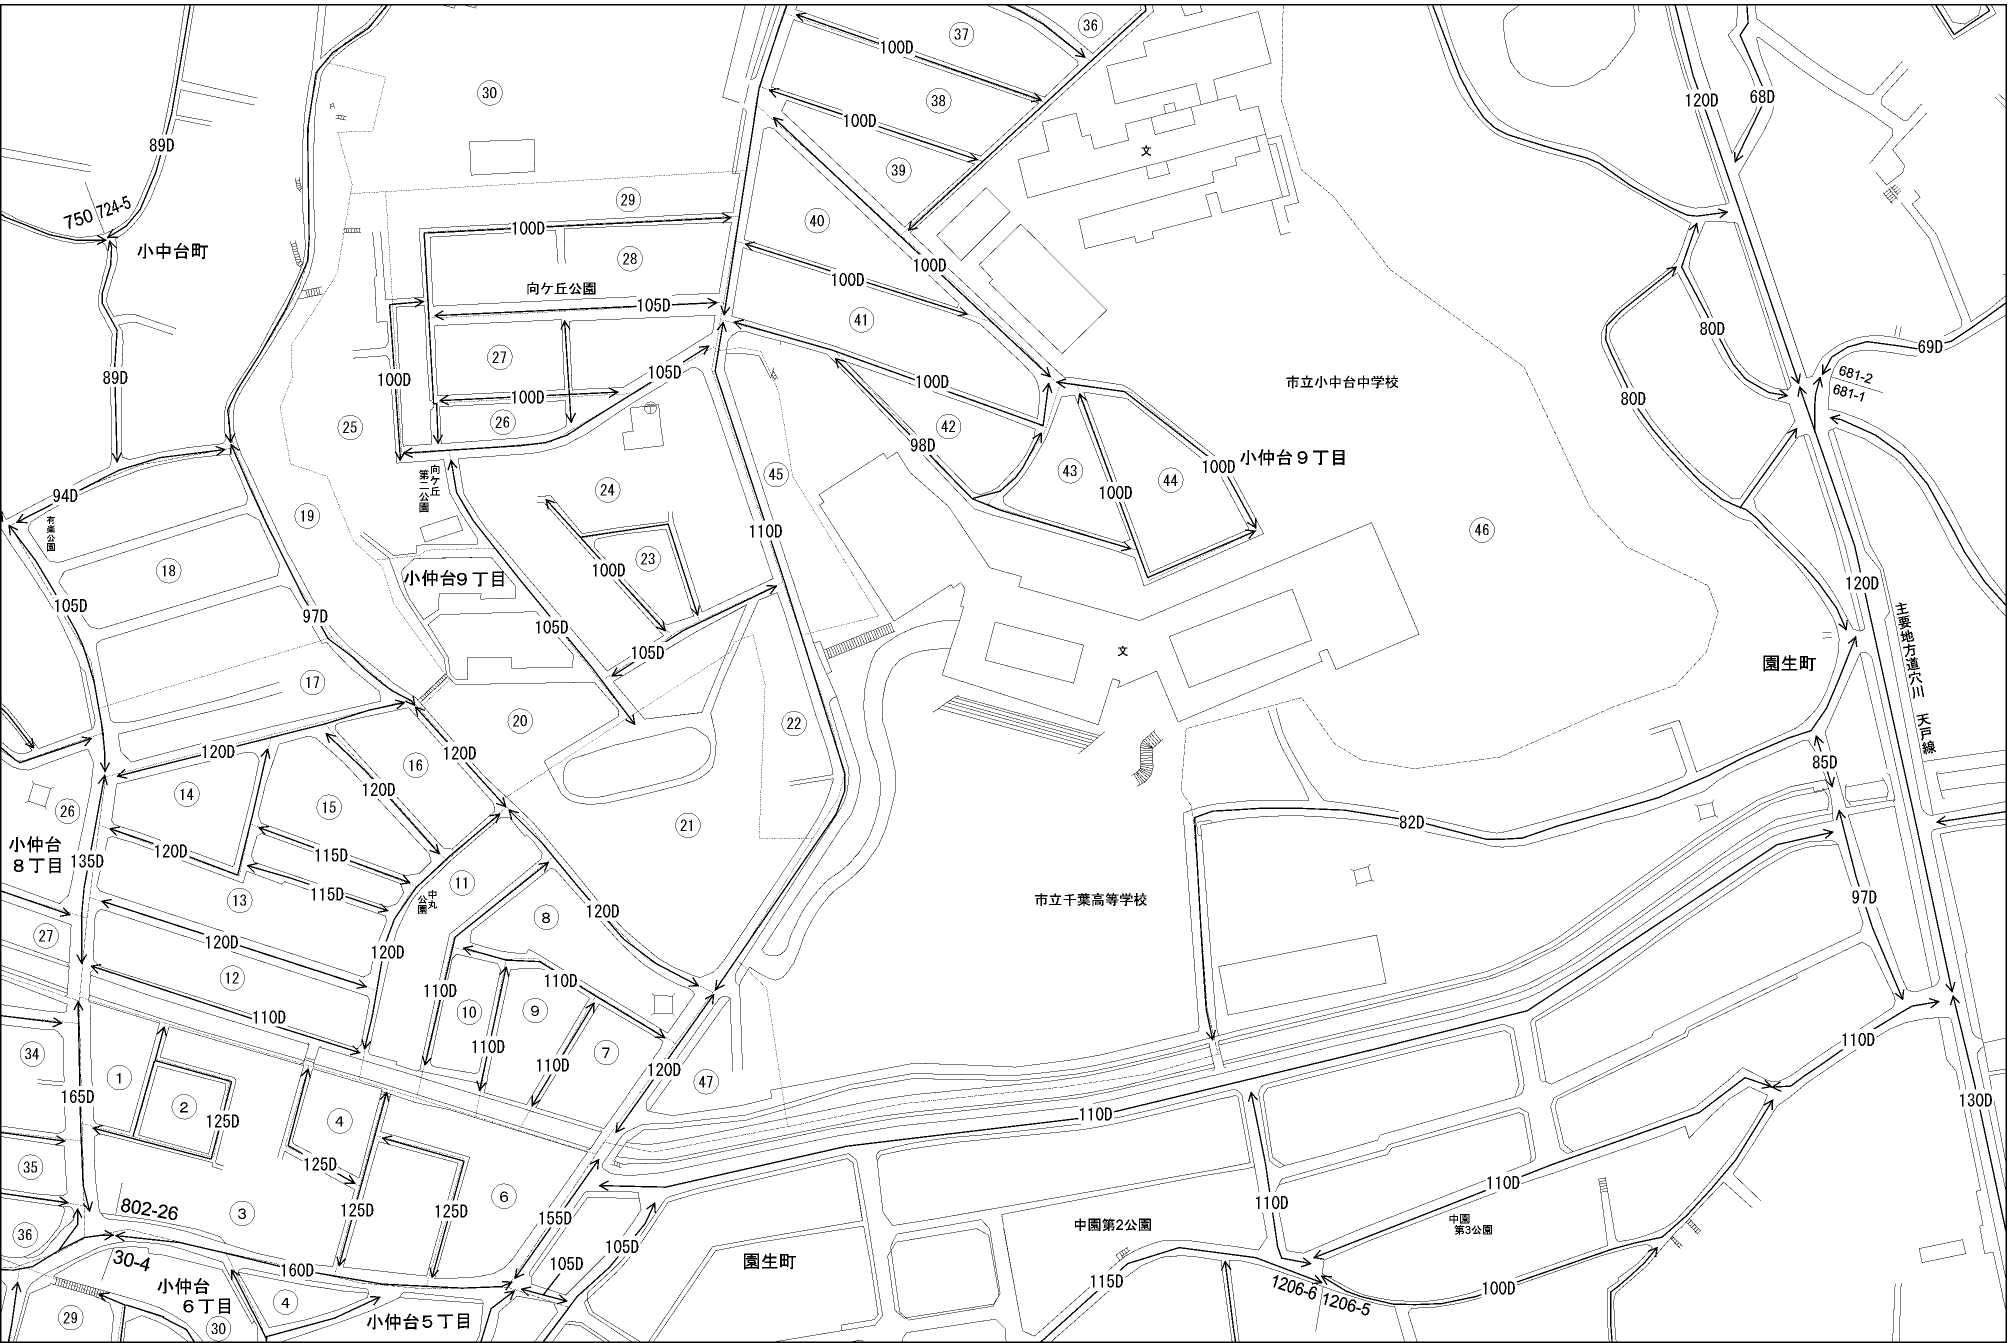 36
37
100D
38
100D
39
文
30
120D
68D
89D
750
724-5
小中台町
29
100D
28
向ケ丘公園
105D
40
100D
100D
41
100D
27
105D
100D
100D
26
25
89D
80D
69D
681-2
681-1
市立小中台中学校
80D
42
98D
43
100D
44
100D
小仲台9丁目
45
46
94D
有楽公園
向ケ丘
第二公園
24
19
18
23
100D
110D
小仲台9丁目
105D
97D
105D
105D
120D
主要地方道穴川
天戸線
園生町
文
17
20
22
120D
120D
16
85D
14
15
120D
26
21
82D
小仲台
8丁目
135D
120D
115D
115D
11
中丸
公園
13
8
120D
市立千葉高等学校
97D
27
120D
120D
12
110D
110D
10
9
110D
110D
110D
7
34
1
165D
2
125D
4
120D
47
110D
110D
130D
35
125D
6
125D
125D
155D
110D
110D
中園第2公園
中園
第3公園
802-26
3
36
105D
園生町
30-4
160D
105D
115D
1206-6
1206-5
100D
小仲台
6丁目
4
小仲台5丁目
29
30